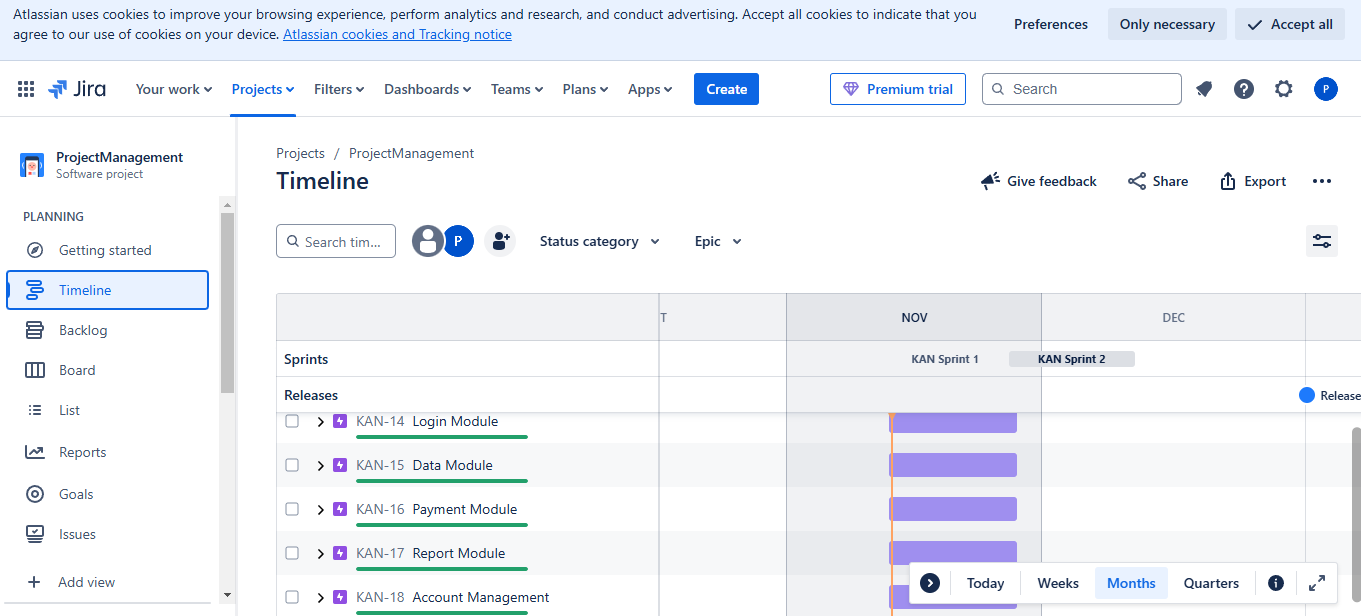 Atlassian uses cookies to improve your browsing experience, perform analytics and research, and conduct advertising. Accept all cookies to indicate that you
agree to our use of cookies on your device. Atlassian cookies and Tracking notice
Preferences
Only necessary
Accept all
Jira
Your work
Projects
Filters
Dashboards
Teams
Plans
Apps
Create
Premium trial
Search
P
ProjectManagement
Software project
PLANNING
Getting started
Timeline
Backlog
Board
List
Reports
Goals
Issues
Add view
Projects / ProjectManagement
Timeline
Give feedback
Share
Export
Search tim...
P
Status category
Epic
T
NOV
DEC
Sprints
KAN Sprint 1
KAN Sprint 2
Releases
Release
KAN-14 Login Module
KAN-15 Data Module
KAN-16 Payment Module
KAN-17 Report Module
KAN-18 Account Management
Today
Weeks
Months
Quarters